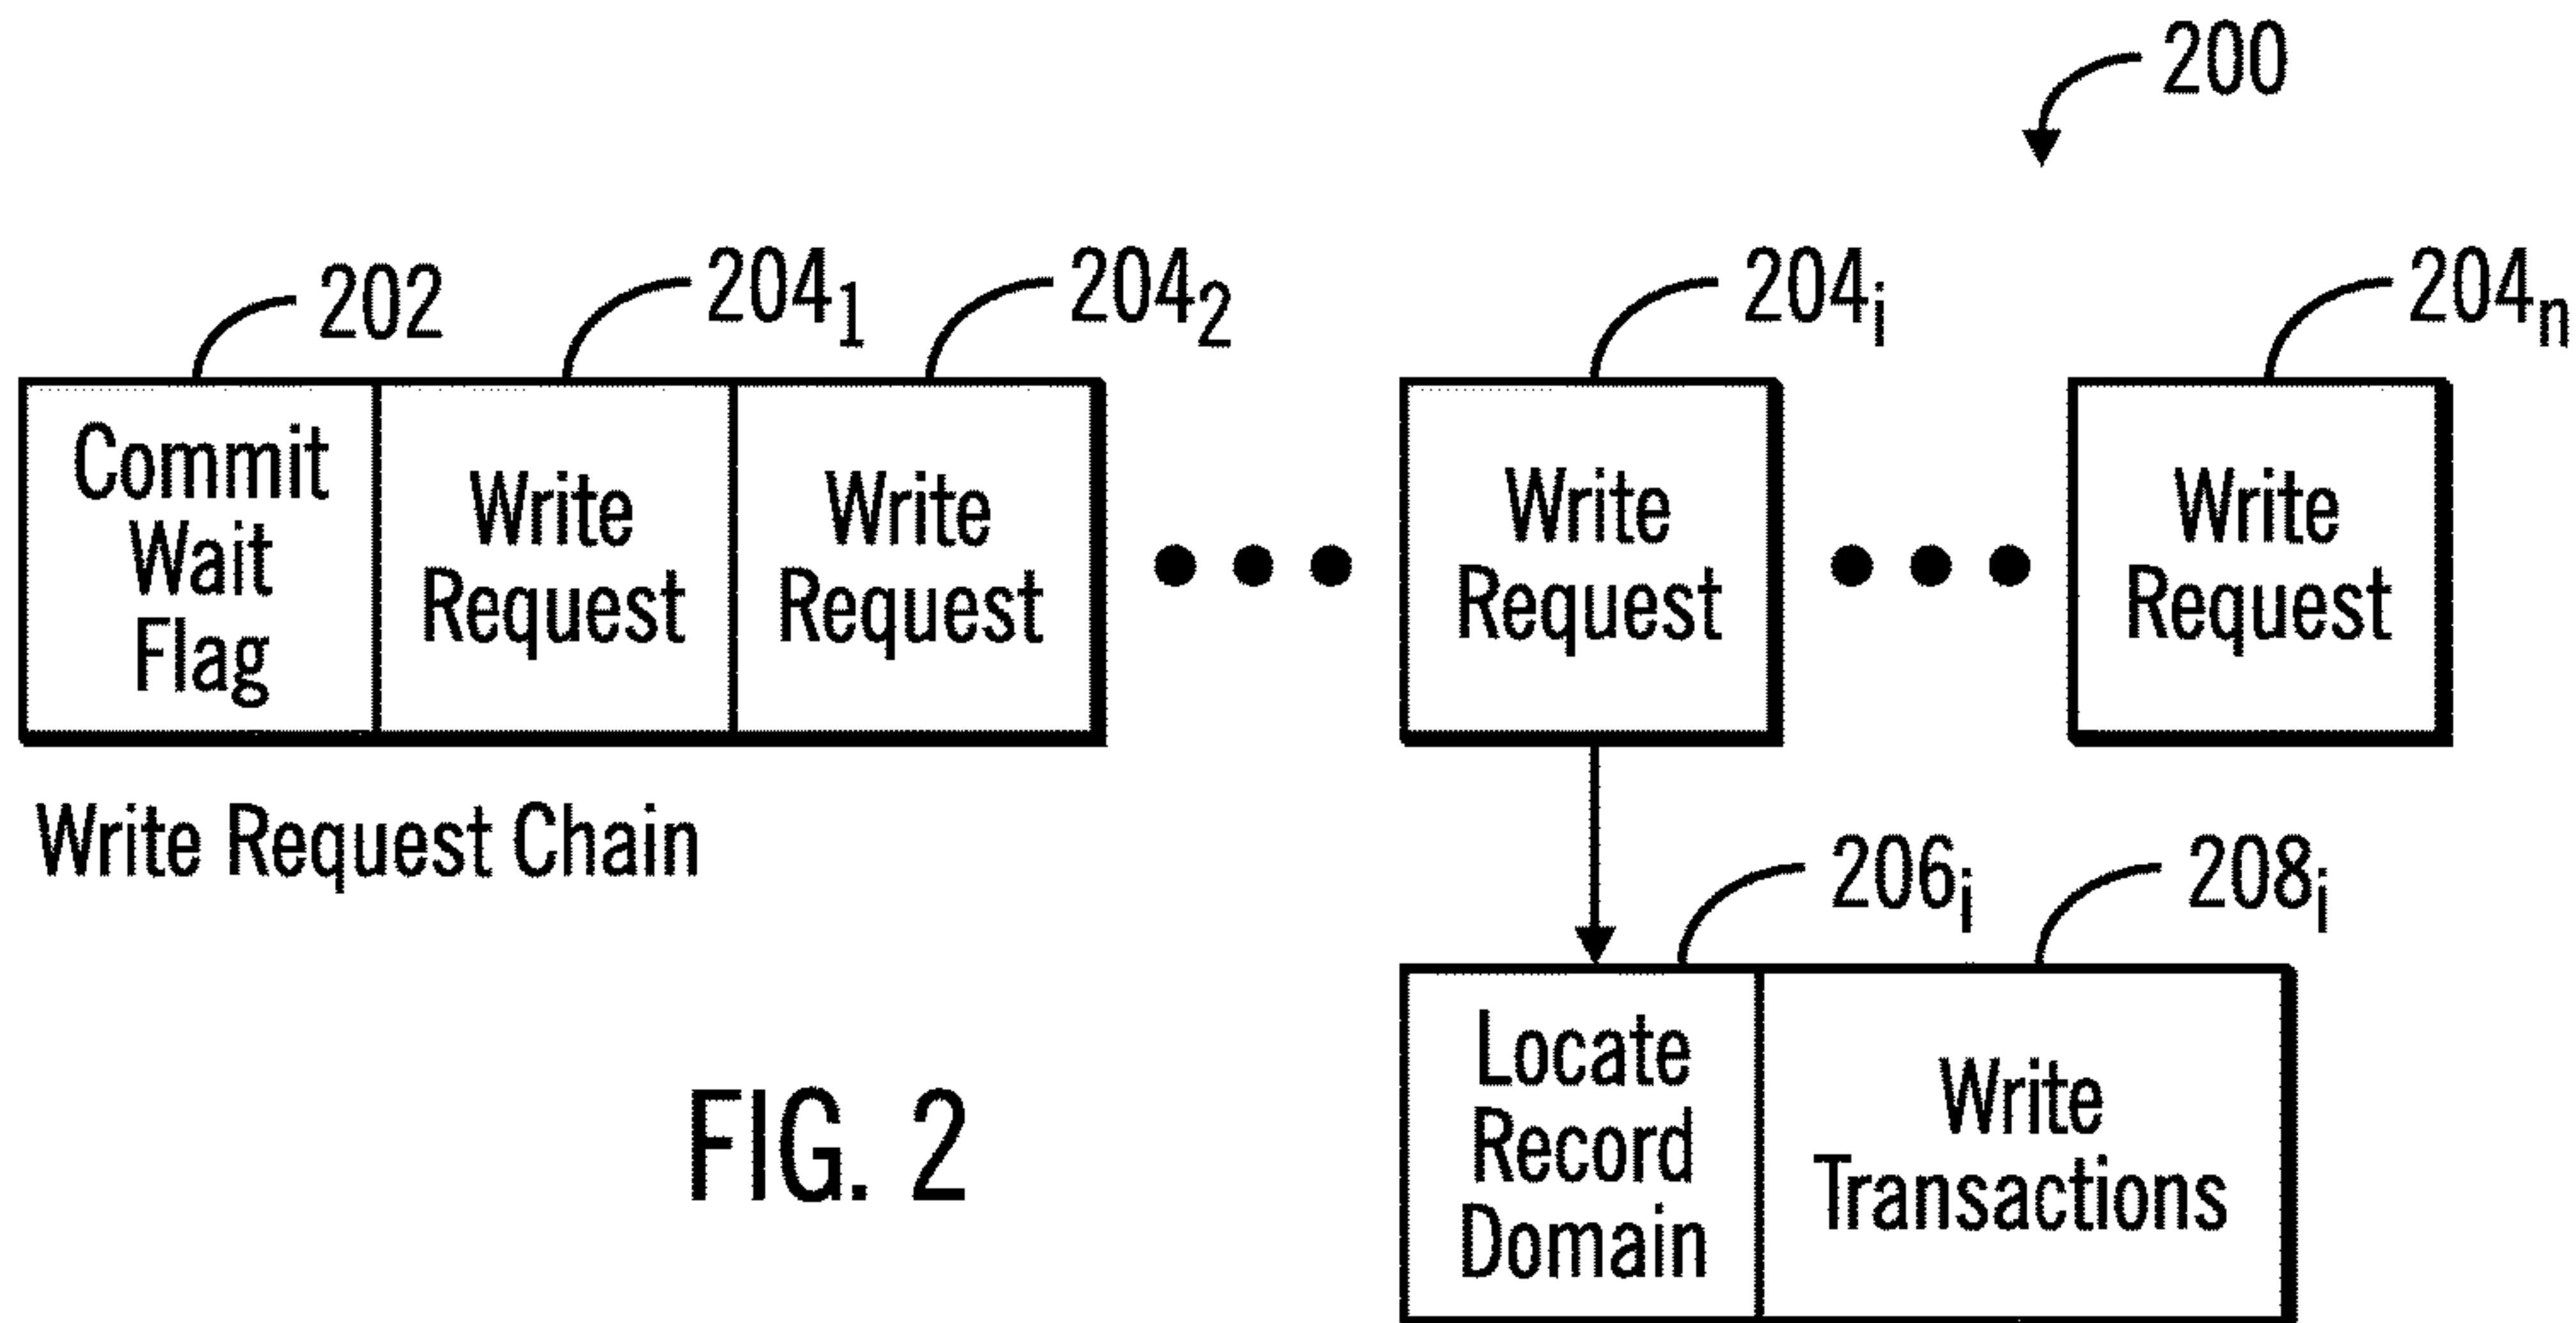 200
202
204₁
204₂
204ᵢ
204ₙ
Commit
Wait
Flag
Write
Request
Write
Request
Write
Request
Write
Request
Write Request Chain
206ᵢ
208ᵢ
Locate
Record
Domain
Write
Transactions
FIG. 2